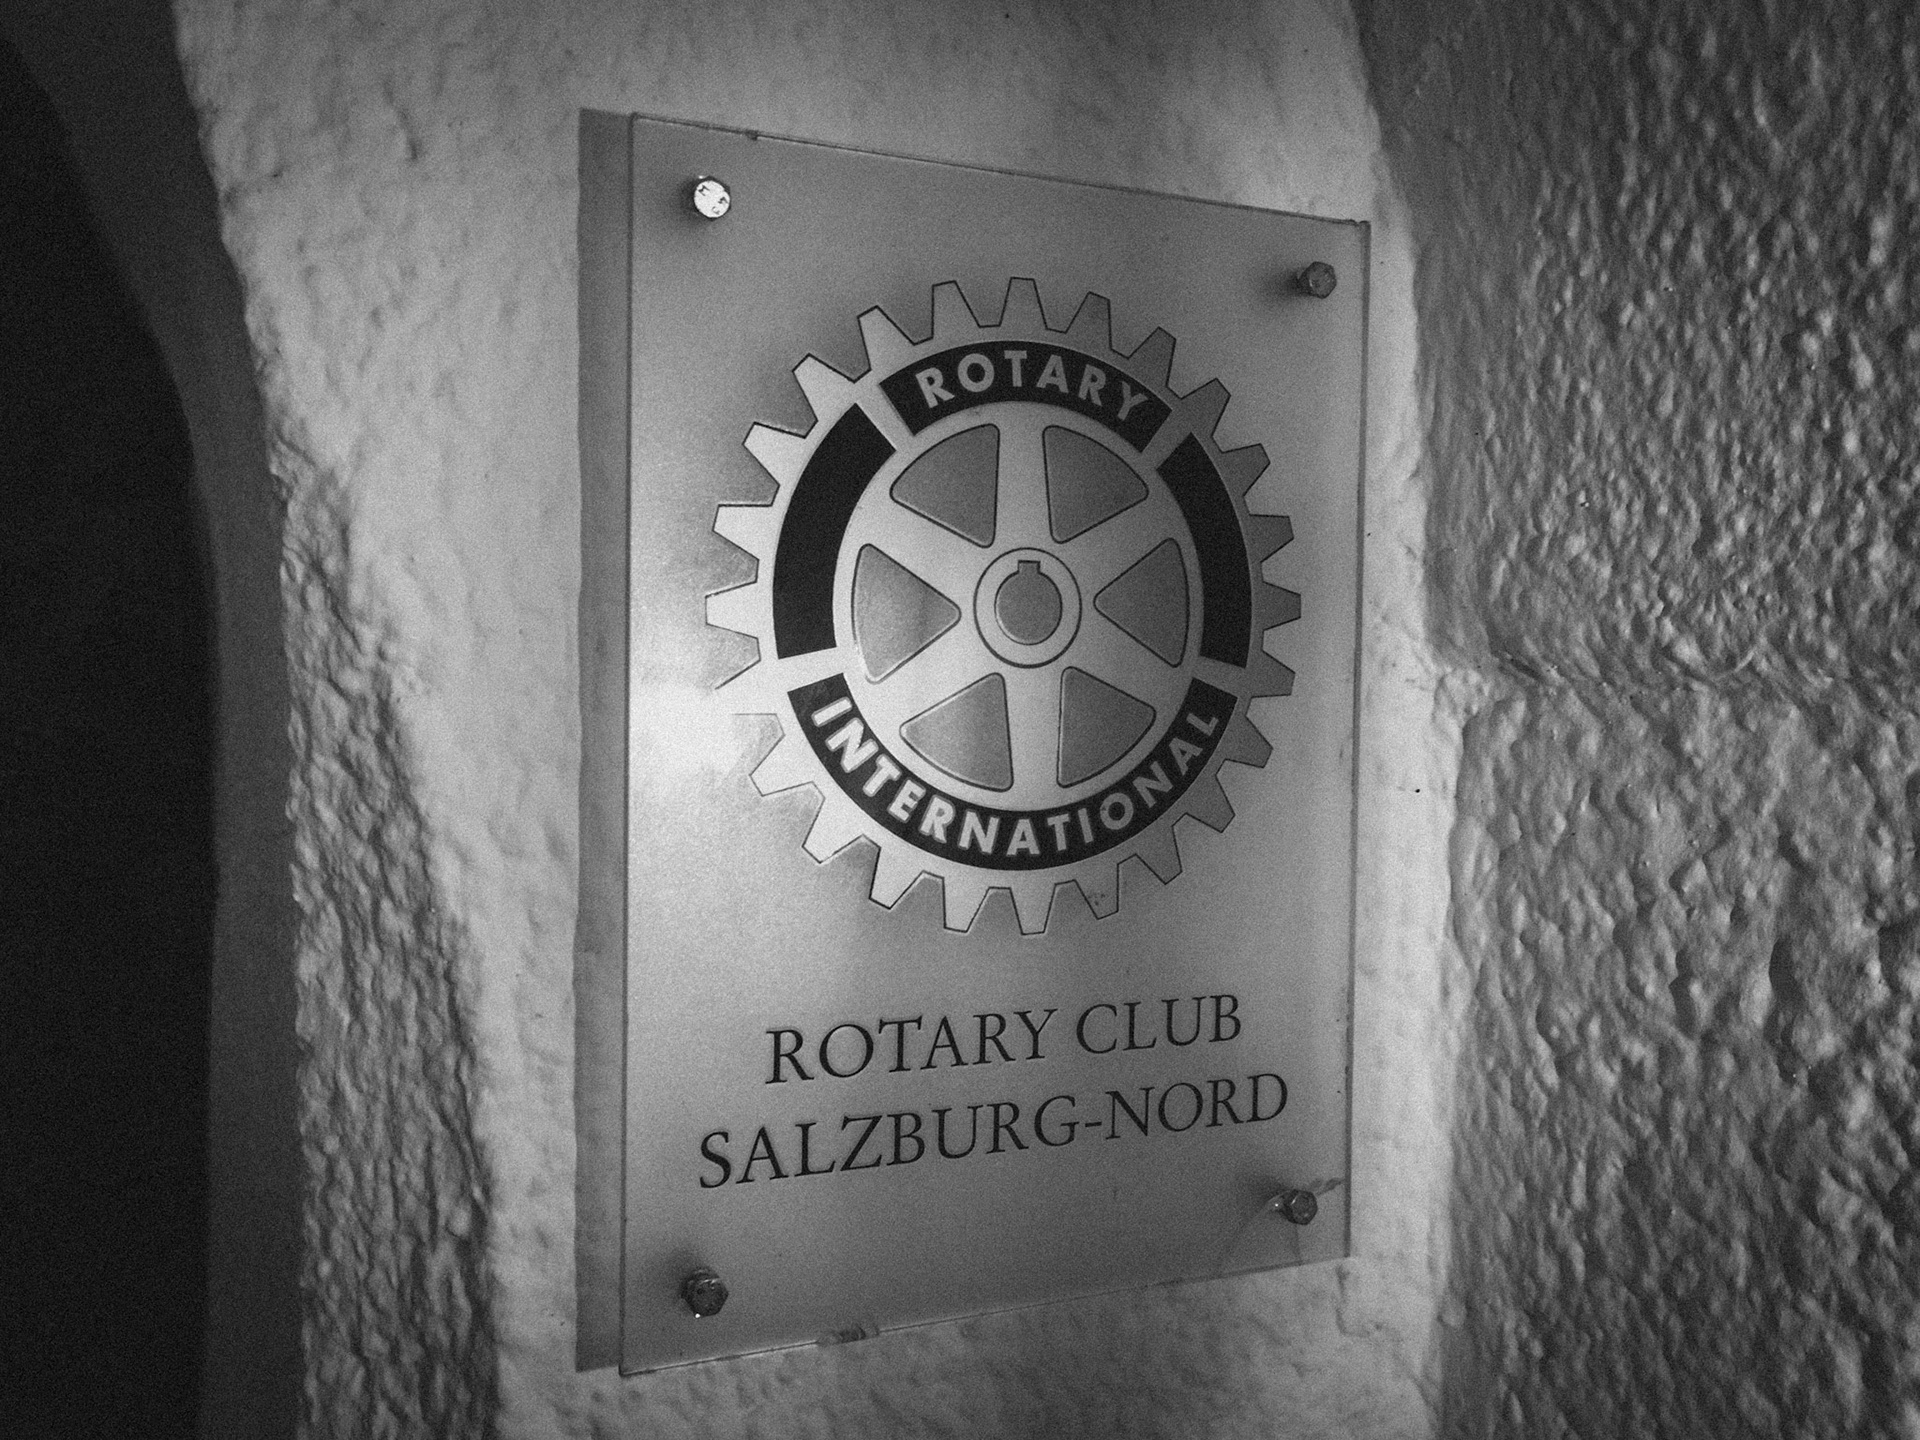 ROTARY
INTERNATIONAL
ROTARY CLUB
SALZBURG-NORD